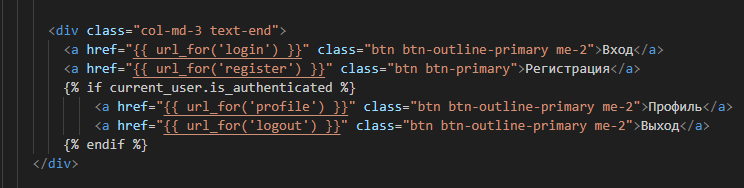 <div class="col-md-3 text-end">
<a href="{{ url_for('login') }}" class="btn btn-outline-primary me-2">Вход</a>
<a href="{{ url_for('register') }}" class="btn btn-primary">Регистрация</a>
{% if current_user.is_authenticated %}
<a href="{{ url_for('profile') }}" class="btn btn-outline-primary me-2">Профиль</a>
<a href="{{ url_for('logout') }}" class="btn btn-outline-primary me-2">Выход</a>
{% endif %}
</div>